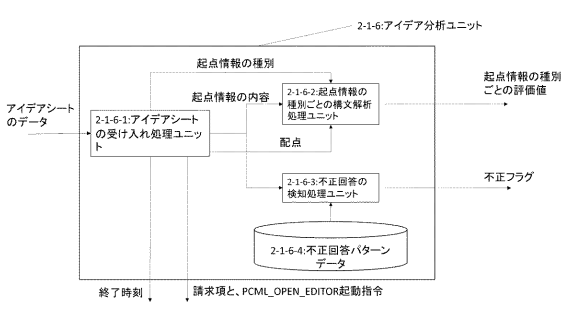 2-1-6:アイデア分析ユニット
起点情報の種別
アイデアシート
のデータ
2-1-6-1:アイデアシート
の受け入れ処理ユニッ
ト
起点情報の内容
配点
2-1-6-2:起点情報の
種別ごとの構文解析
処理ユニット
起点情報の種別
ごとの評価値
2-1-6-3:不正回答の
検知処理ユニット
不正フラグ
2-1-6-4:不正回答パターン
データ
終了時刻
請求項と、PCML_OPEN_EDITOR起動指令